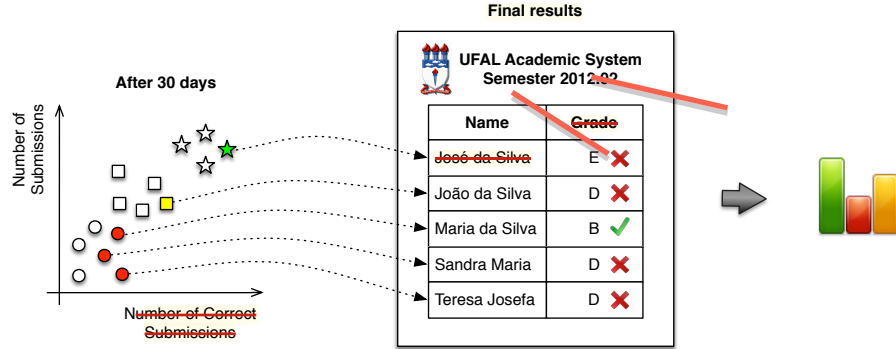 Final results
After 30 days
Number of
Submissions
Number of Correct
Submissions
UFAL Academic System
Semester 2012.02
Name Grade
José da Silva E
João da Silva D
Maria da Silva B
Sandra Maria D
Teresa Josefa D